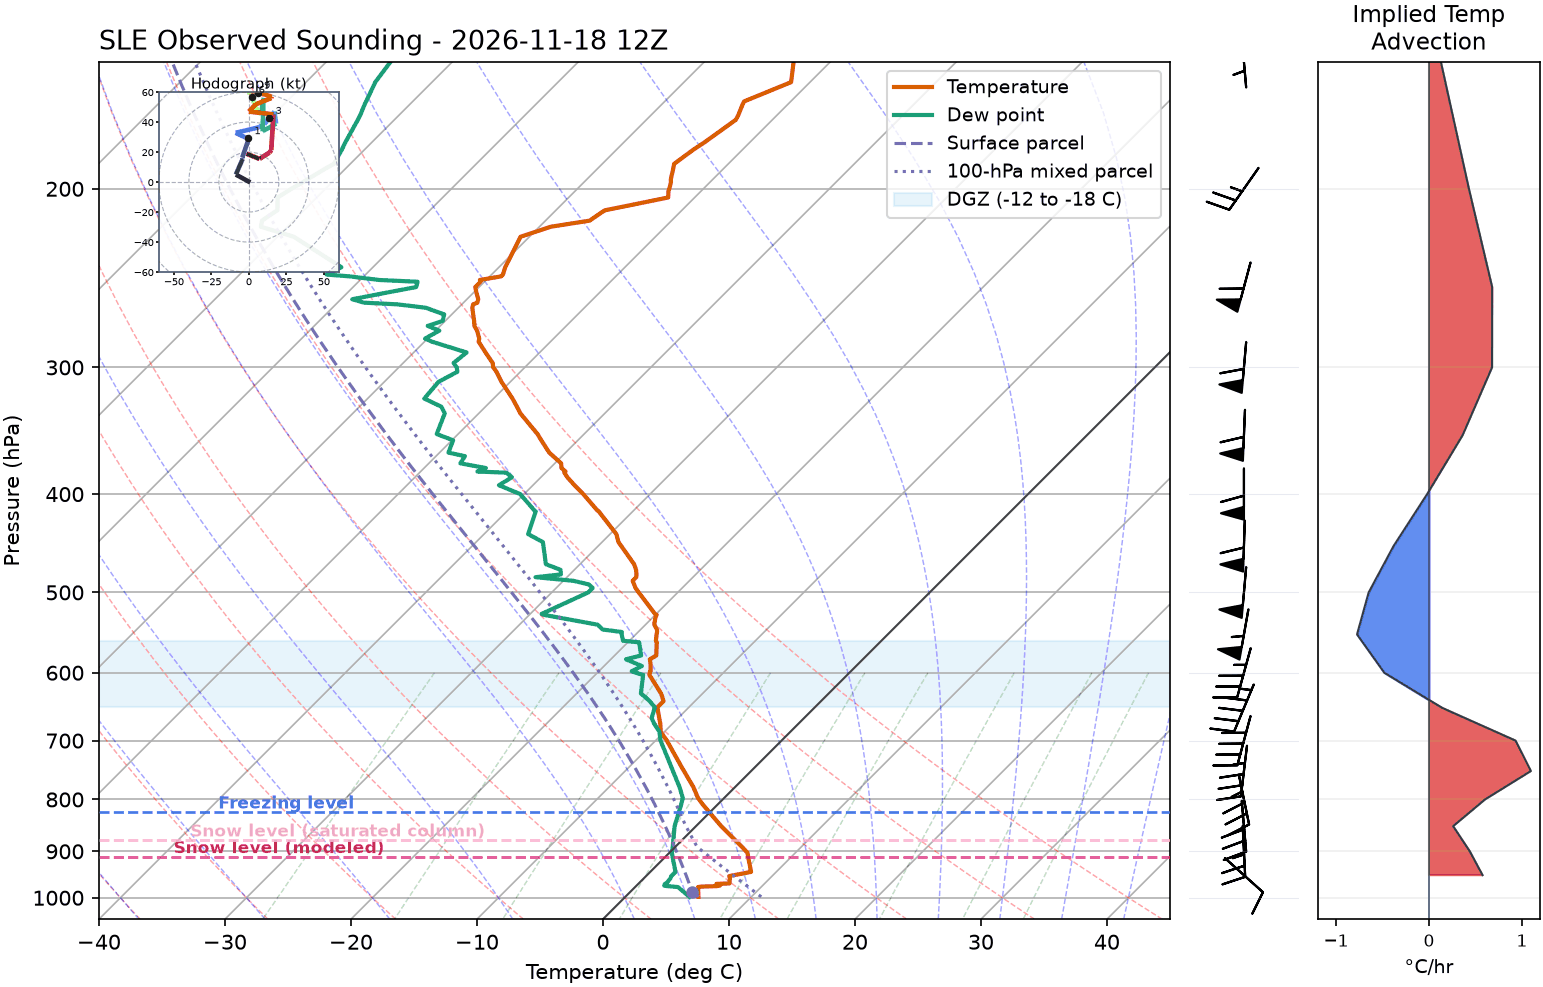 SLE Observed Sounding - 2026-11-18 12Z
Implied Temp
Advection
Hodograph (kt)
60
40
20
0
−20
−40
−60
−50
−25
0
25
50
1
3
Temperature
Dew point
Surface parcel
100-hPa mixed parcel
DGZ (-12 to -18 C)
Pressure (hPa)
200
300
400
500
600
700
800
900
1000
Freezing level
Snow level (saturated column)
Snow level (modeled)
−40
−30
−20
−10
0
10
20
30
40
Temperature (deg C)
−1
0
1
°C/hr